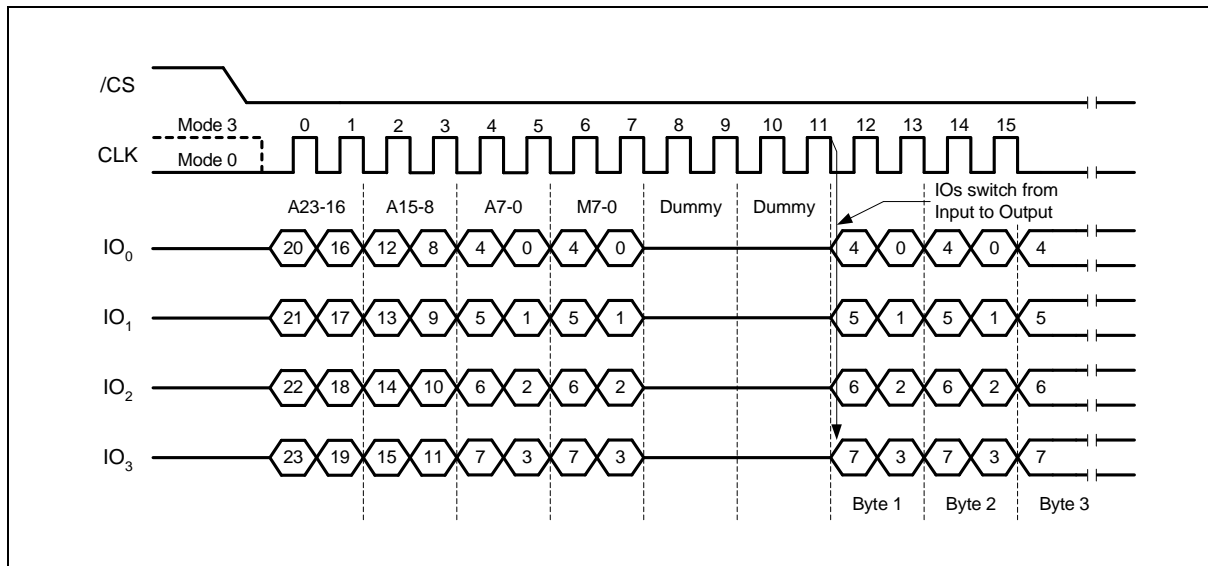 /CS
Mode 3
0 1 2 3 4 5 6 7 8 9 10 11 12 13 14 15
CLK
Mode 0
IOs switch from
A23-16 A15-8 A7-0 M7-0 Dummy Dummy
Input to Output
IO0 20 16 12 8 4 0 4 0 4 0 4 0 4
IO1 21 17 13 9 5 1 5 1 5 1 5 1 5
IO2 22 18 14 10 6 2 6 2 6 2 6 2 6
IO3 23 19 15 11 7 3 7 3 7 3 7 3 7
Byte 1 Byte 2 Byte 3